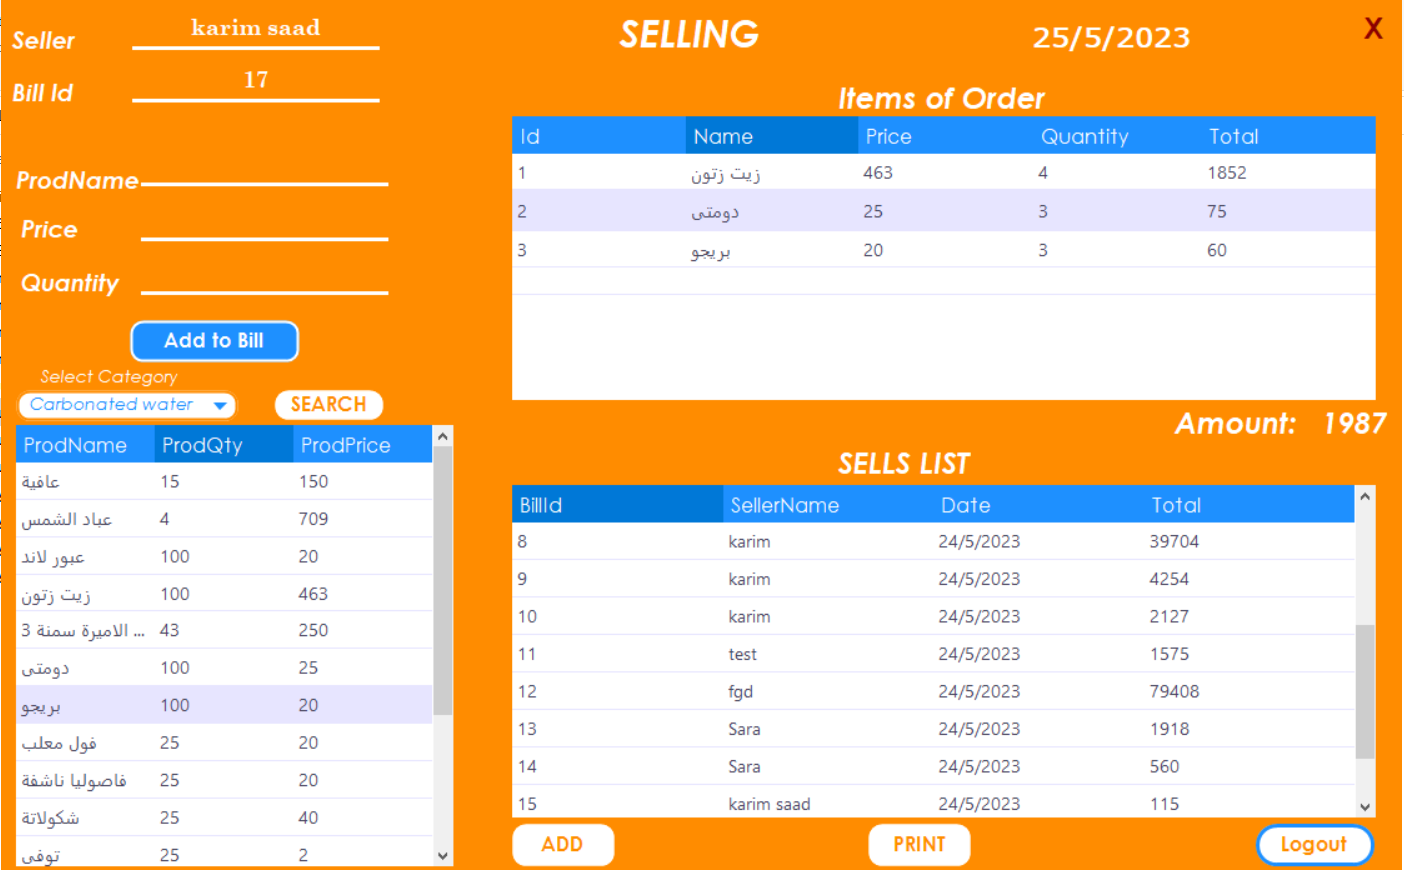 Seller karim saad
SELLING
25/5/2023
X
Bill Id 17
ProdName
Price
Quantity
Add to Bill
Select Category
Carbonated water
SEARCH
ProdName ProdQty ProdPrice
عافية 15 150
عباد الشمس 4 709
عبور لاند 100 20
زيت زتون 100 463
الاميرة سمنة 3 ... 43 250
دومتى 100 25
بريجو 100 20
فول معلب 25 20
فاصوليا ناشفة 25 20
شكولاتة 25 40
توفى 25 2
Items of Order
Id Name Price Quantity Total
1 زيت زتون 463 4 1852
2 دومتى 25 3 75
3 بريجو 20 3 60
Amount: 1987
SELLS LIST
BillId SellerName Date Total
8 karim 24/5/2023 39704
9 karim 24/5/2023 4254
10 karim 24/5/2023 2127
11 test 24/5/2023 1575
12 fgd 24/5/2023 79408
13 Sara 24/5/2023 1918
14 Sara 24/5/2023 560
15 karim saad 24/5/2023 115
ADD
PRINT
Logout